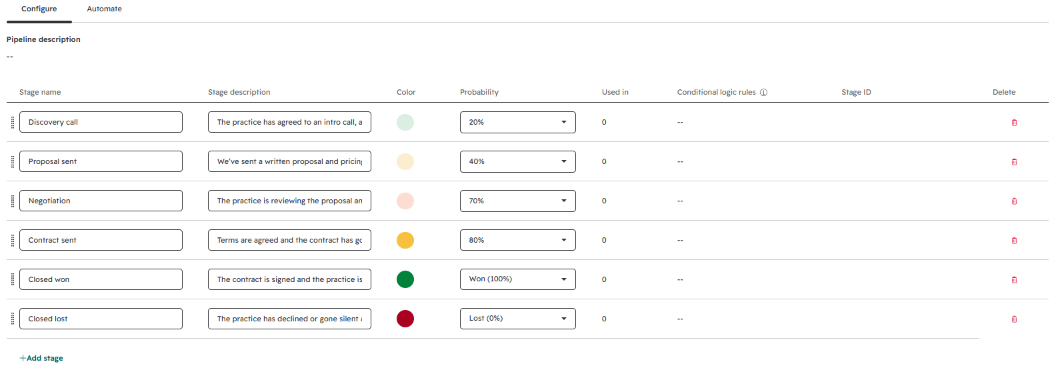 Configure Automate
Pipeline description
--
Stage name Stage description Color Probability Used in Conditional logic rules Stage ID Delete
Discovery call The practice has agreed to an intro call, a 20% 0 --
Proposal sent We've sent a written proposal and pricing 40% 0 --
Negotiation The practice is reviewing the proposal an 70% 0 --
Contract sent Terms are agreed and the contract has go 80% 0 --
Closed won The contract is signed and the practice is Won (100%) 0 --
Closed lost The practice has declined or gone silent Lost (0%) 0 --
+Add stage